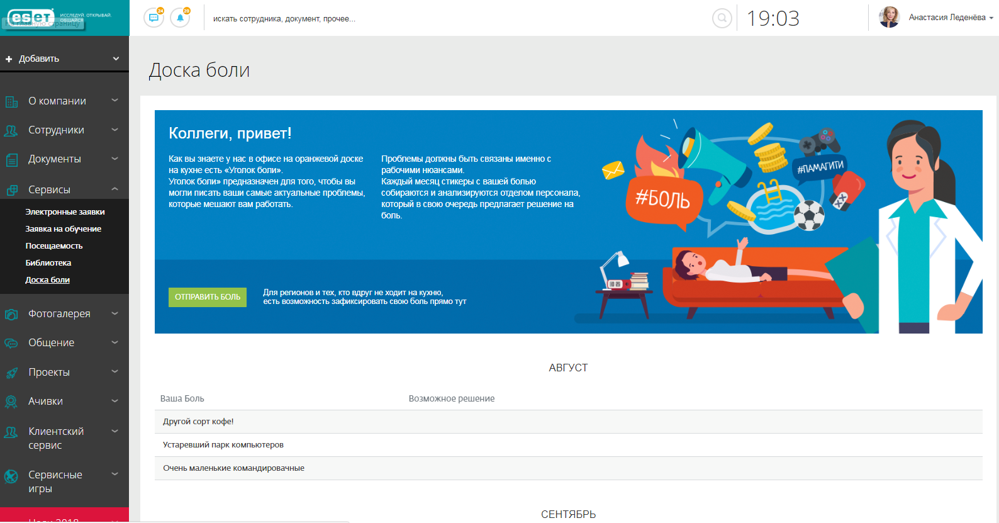 eseт
ИССЛЕДУЙ. ОТКРЫВАЙ.
ОБЩАЙСЯ
На главную страницу
24
20
искать сотрудника, документ, прочее...
19:03
Анастасия Леденёва
Добавить
О компании
Сотрудники
Документы
Сервисы
Электронные заявки
Заявка на обучение
Посещаемость
Библиотека
Доска боли
Фотогалерея
Общение
Проекты
Ачивки
Клиентский
сервис
Сервисные
игры
Доска боли
Коллеги, привет!
Как вы знаете у нас в офисе на оранжевой доске
на кухне есть «Уголок боли».
Уголок боли» предназначен для того, чтобы вы
могли писать ваши самые актуальные проблемы,
которые мешают вам работать.
Проблемы должны быть связаны именно с
рабочими нюансами.
Каждый месяц стикеры с вашей болью
собираются и анализируются отделом персонала,
который в свою очередь предлагает решение на
боль.
#БОЛЬ
#ПАМАГИТИ
ОТПРАВИТЬ БОЛЬ
Для регионов и тех, кто вдруг не ходит на кухню,
есть возможность зафиксировать свою боль прямо тут
АВГУСТ
Ваша Боль
Возможное решение
Другой сорт кофе!
Устаревший парк компьютеров
Очень маленькие командировачные
СЕНТЯБРЬ